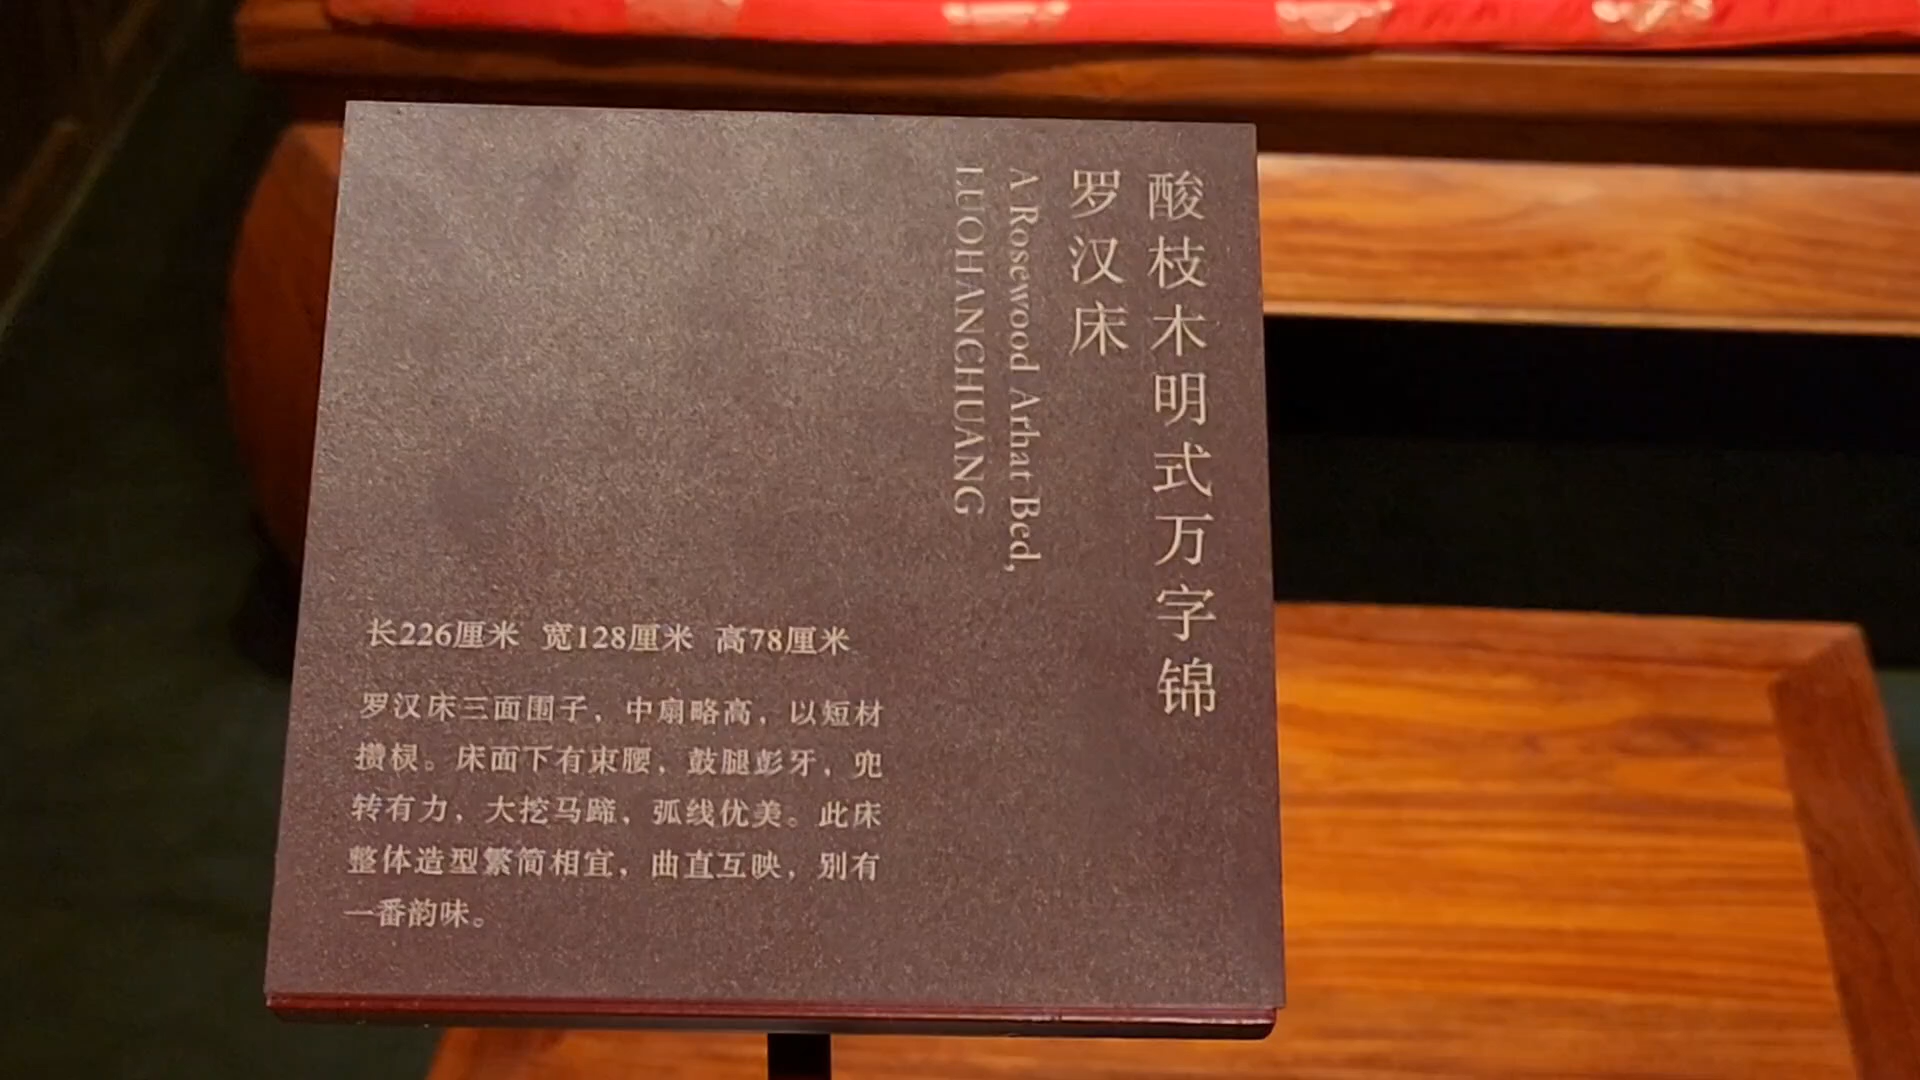 酸枝木明式万字锦
罗汉床
A Rosewood Arhat Bed,
LUOHANCHUANG
长226厘米 宽128厘米 高78厘米
罗汉床三面围子，中扇略高，以短材
攒棂。床面下有束腰，鼓腿彭牙，兜
转有力，大挖马蹄，弧线优美。此床
整体造型繁简相宜，曲直互映，别有
一番韵味。